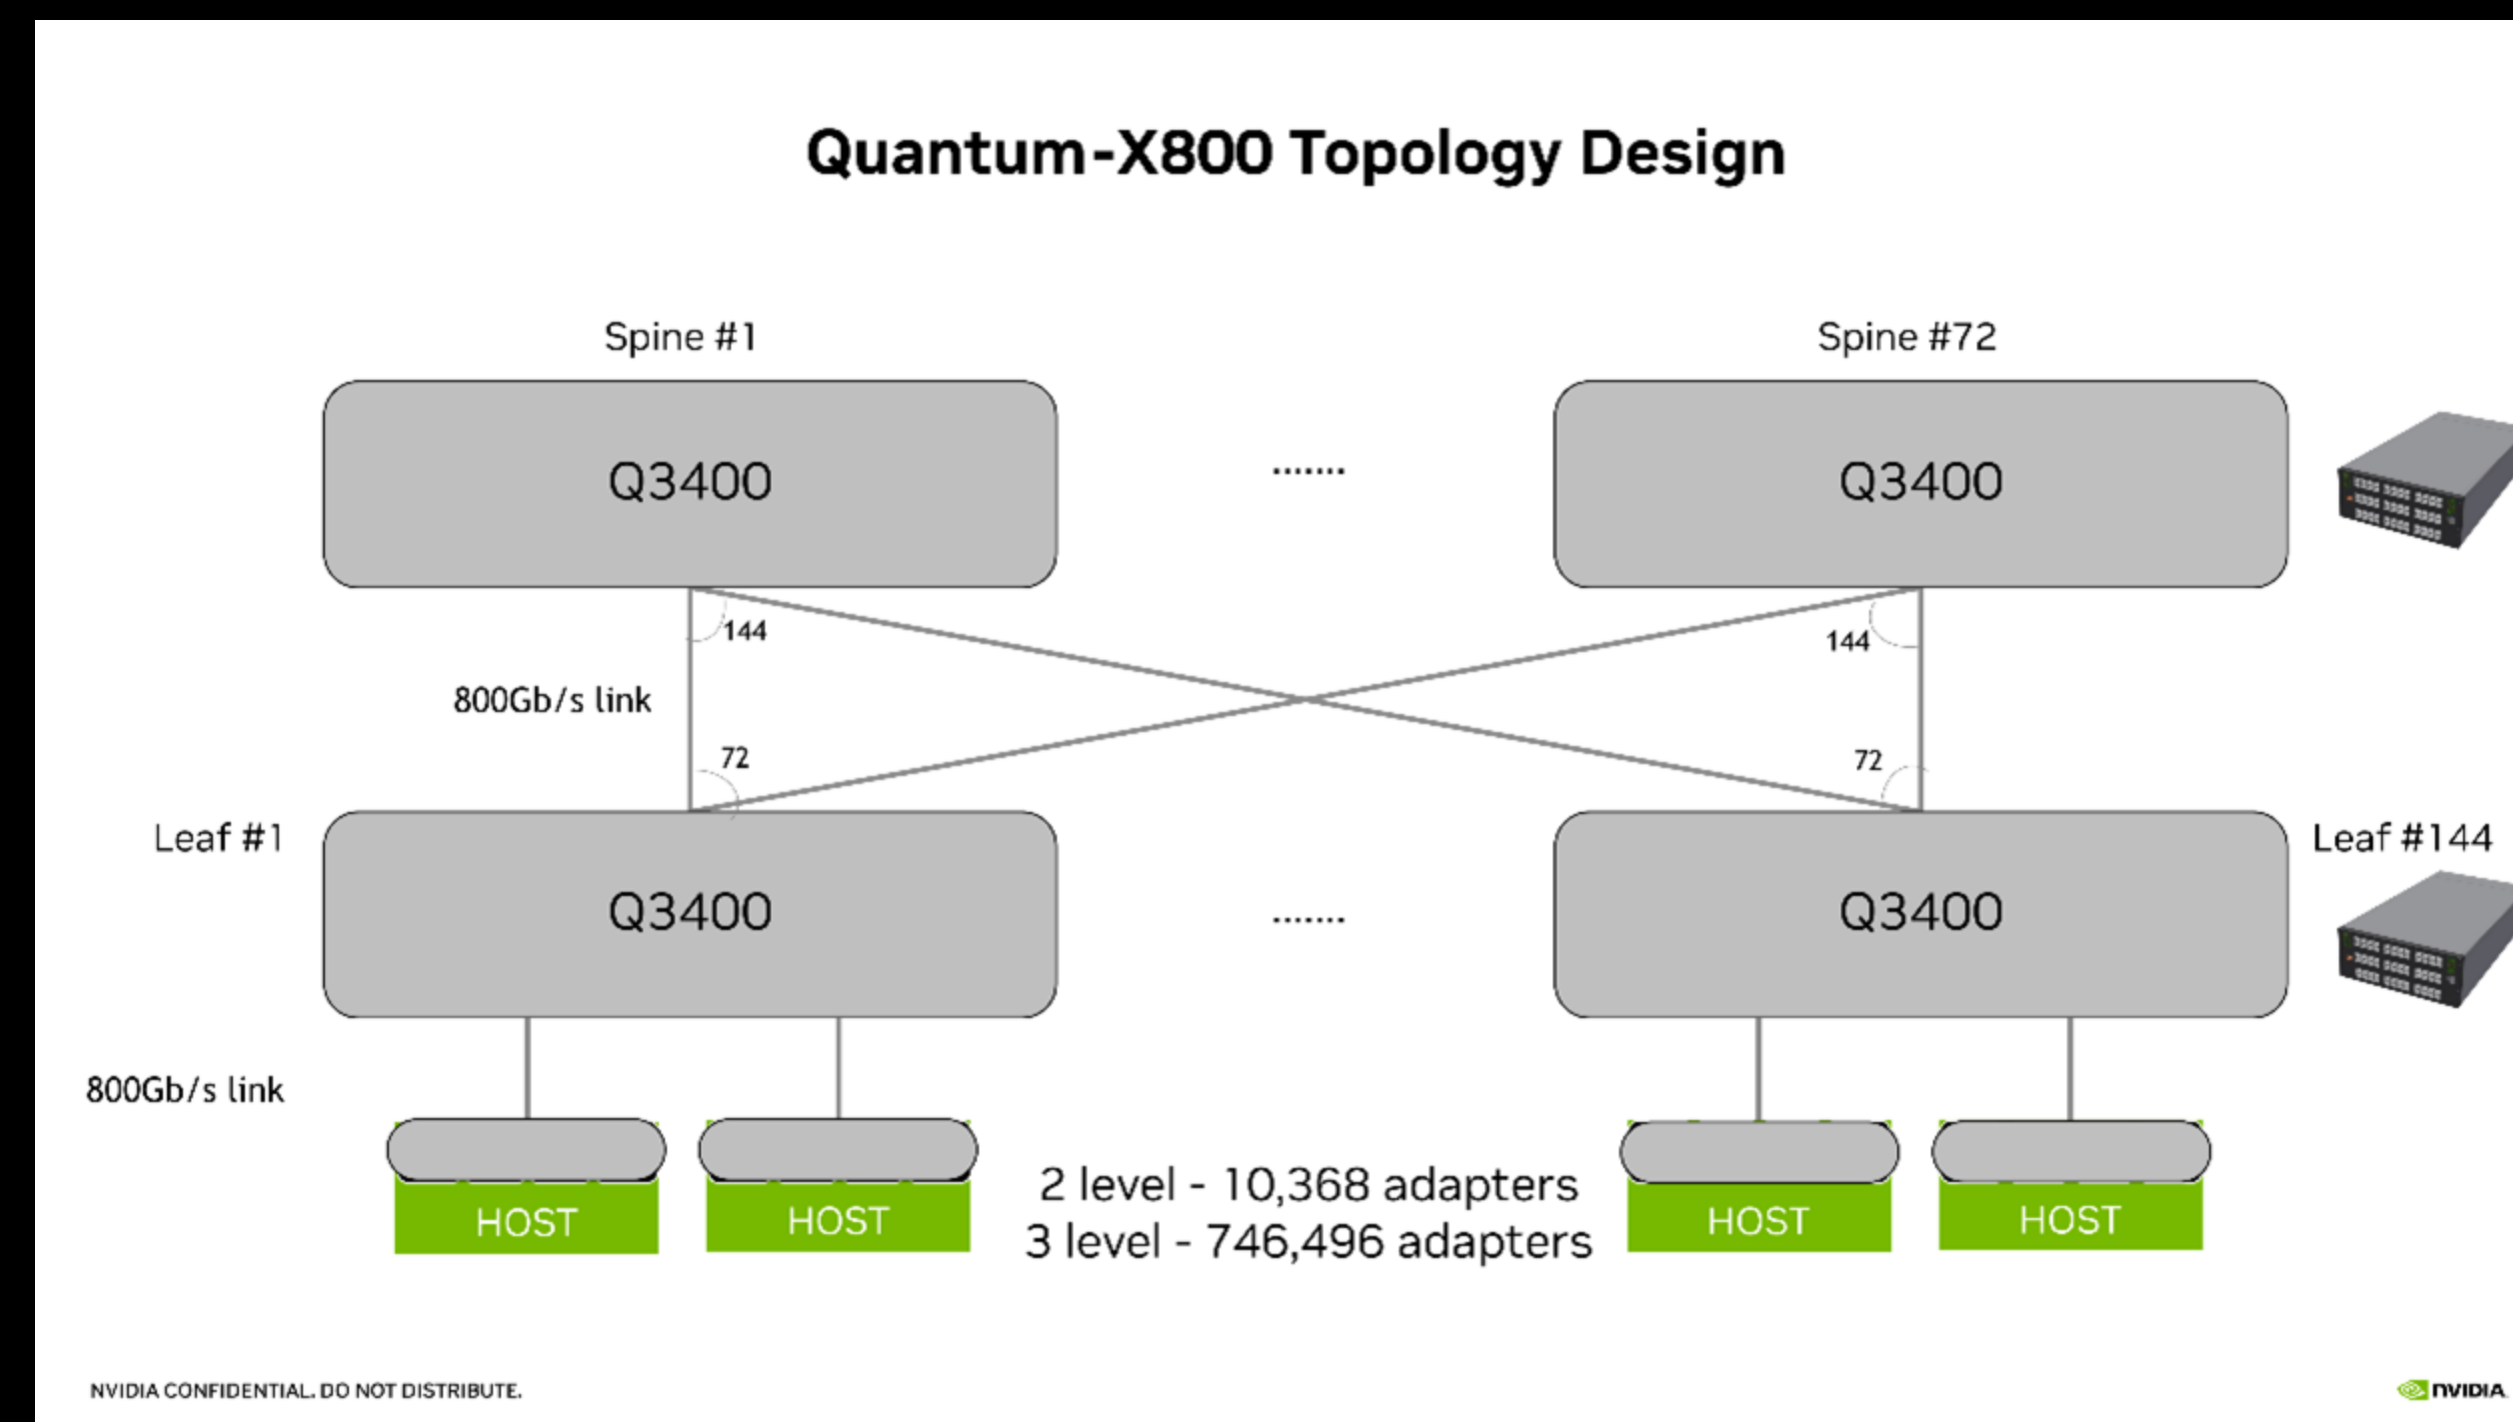 Quantum-X800 Topology Design
Spine #1
Spine #72
Q3400
.......
Q3400
144
144
800Gb/s link
72
72
Leaf #1
Leaf #144
Q3400
.......
Q3400
800Gb/s link
HOST
HOST
2 level - 10,368 adapters
3 level - 746,496 adapters
HOST
HOST
NVIDIA CONFIDENTIAL. DO NOT DISTRIBUTE.
NVIDIA